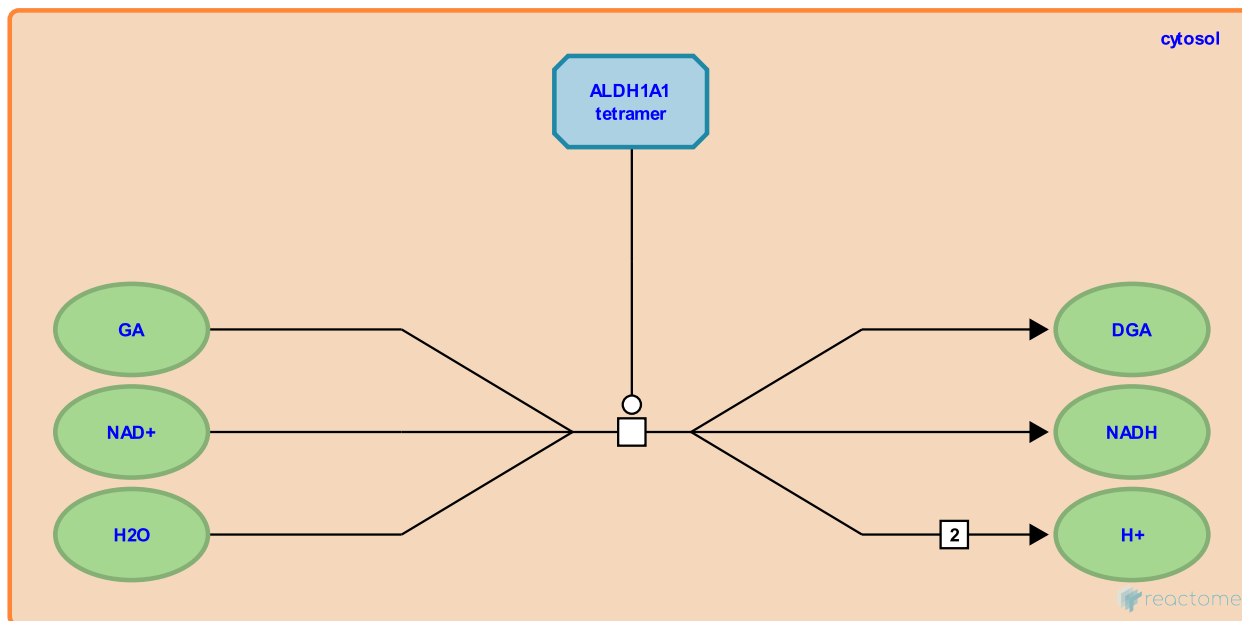 cytosol
ALDH1A1
tetramer
GA
DGA
NAD+
NADH
H2O
2
H+
reactome